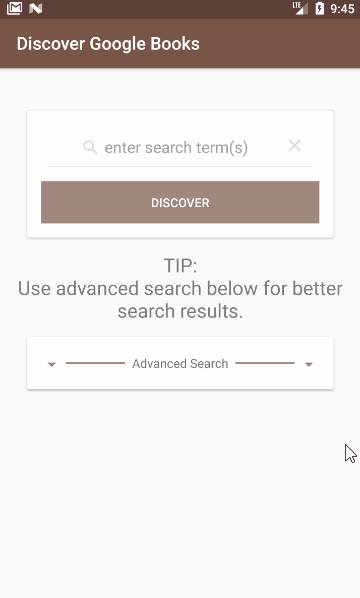 LTE 9:45
Discover Google Books
enter search term(s)
DISCOVER
TIP:
Use advanced search below for better
search results.
Advanced Search